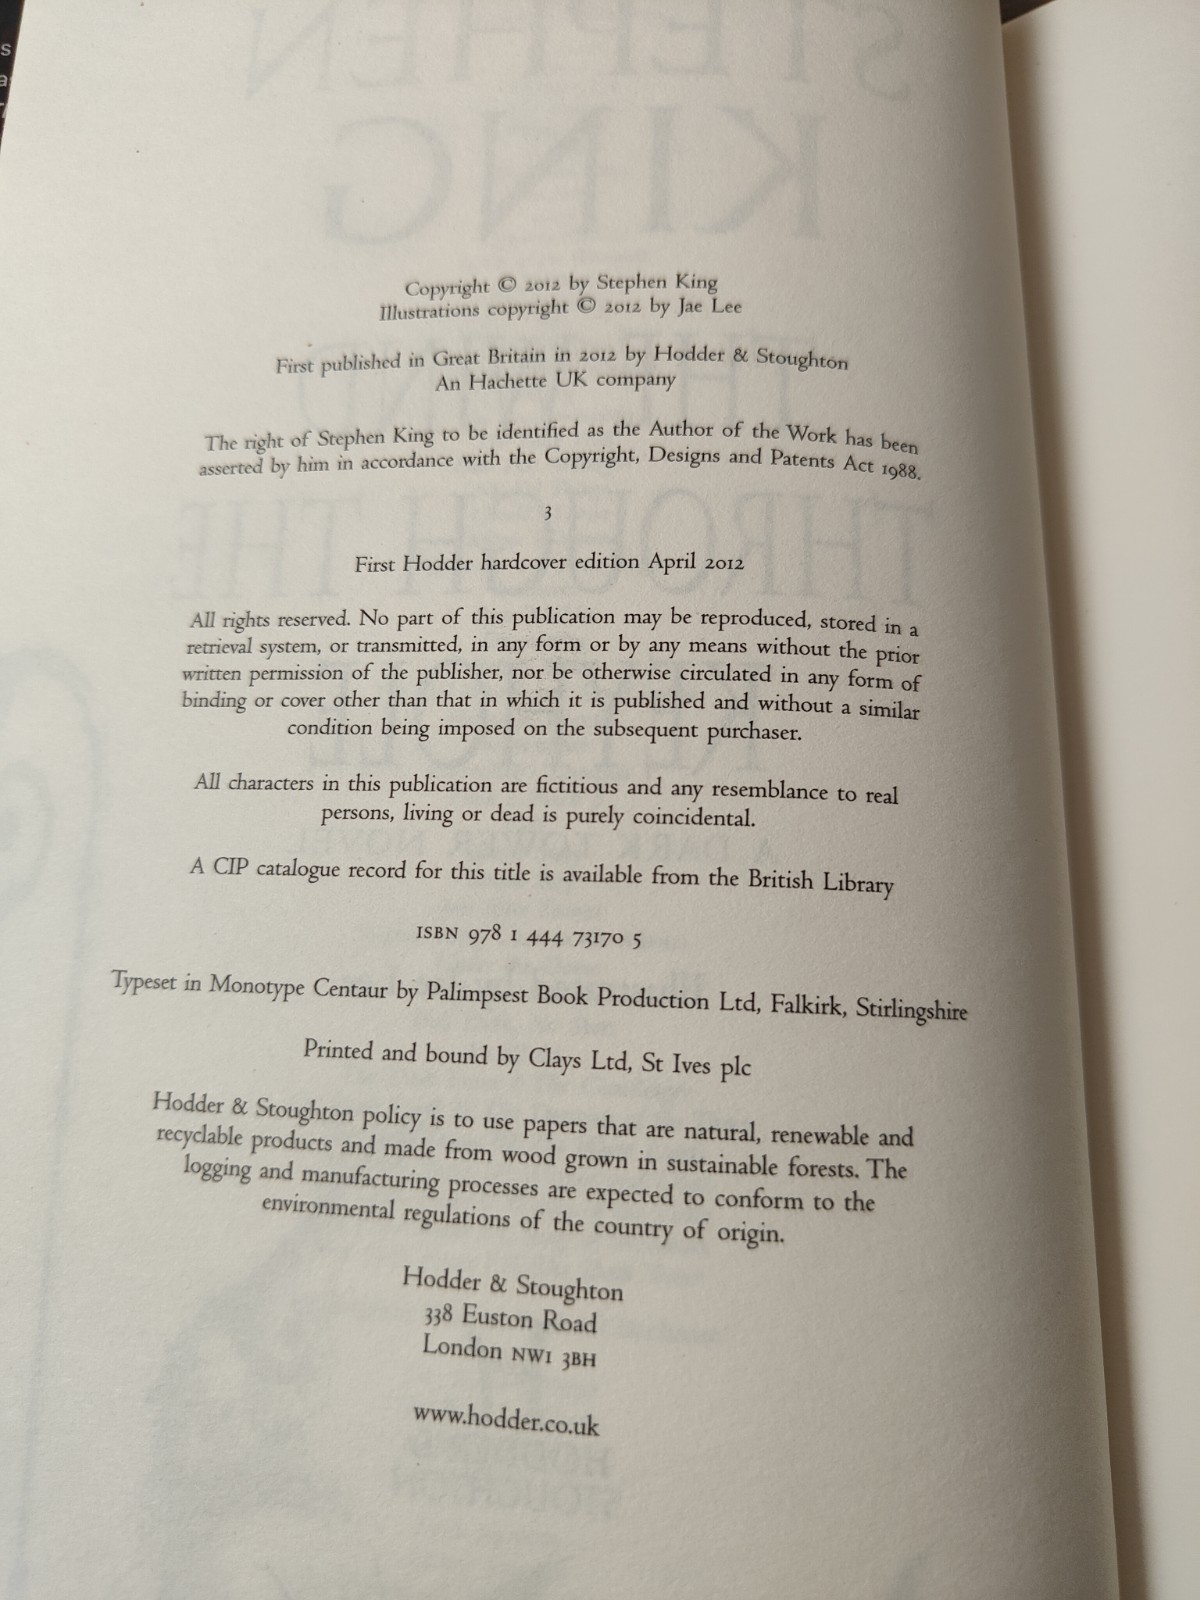 STEPHEN
KING
Copyright © 2012 by Stephen King
Illustrations copyright © 2012 by Jae Lee
First published in Great Britain in 2012 by Hodder & Stoughton
An Hachette UK company
The right of Stephen King to be identified as the Author of the Work has been
asserted by him in accordance with the Copyright, Designs and Patents Act 1988.
3
First Hodder hardcover edition April 2012
All rights reserved. No part of this publication may be reproduced, stored in a
retrieval system, or transmitted, in any form or by any means without the prior
written permission of the publisher, nor be otherwise circulated in any form of
binding or cover other than that in which it is published and without a similar
condition being imposed on the subsequent purchaser.
All characters in this publication are fictitious and any resemblance to real
persons, living or dead is purely coincidental.
A CIP catalogue record for this title is available from the British Library
ISBN 978 1 444 73170 5
Typeset in Monotype Centaur by Palimpsest Book Production Ltd, Falkirk, Stirlingshire
Printed and bound by Clays Ltd, St Ives plc
Hodder & Stoughton policy is to use papers that are natural, renewable and
recyclable products and made from wood grown in sustainable forests. The
logging and manufacturing processes are expected to conform to the
environmental regulations of the country of origin.
Hodder & Stoughton
338 Euston Road
London NW1 3BH
www.hodder.co.uk